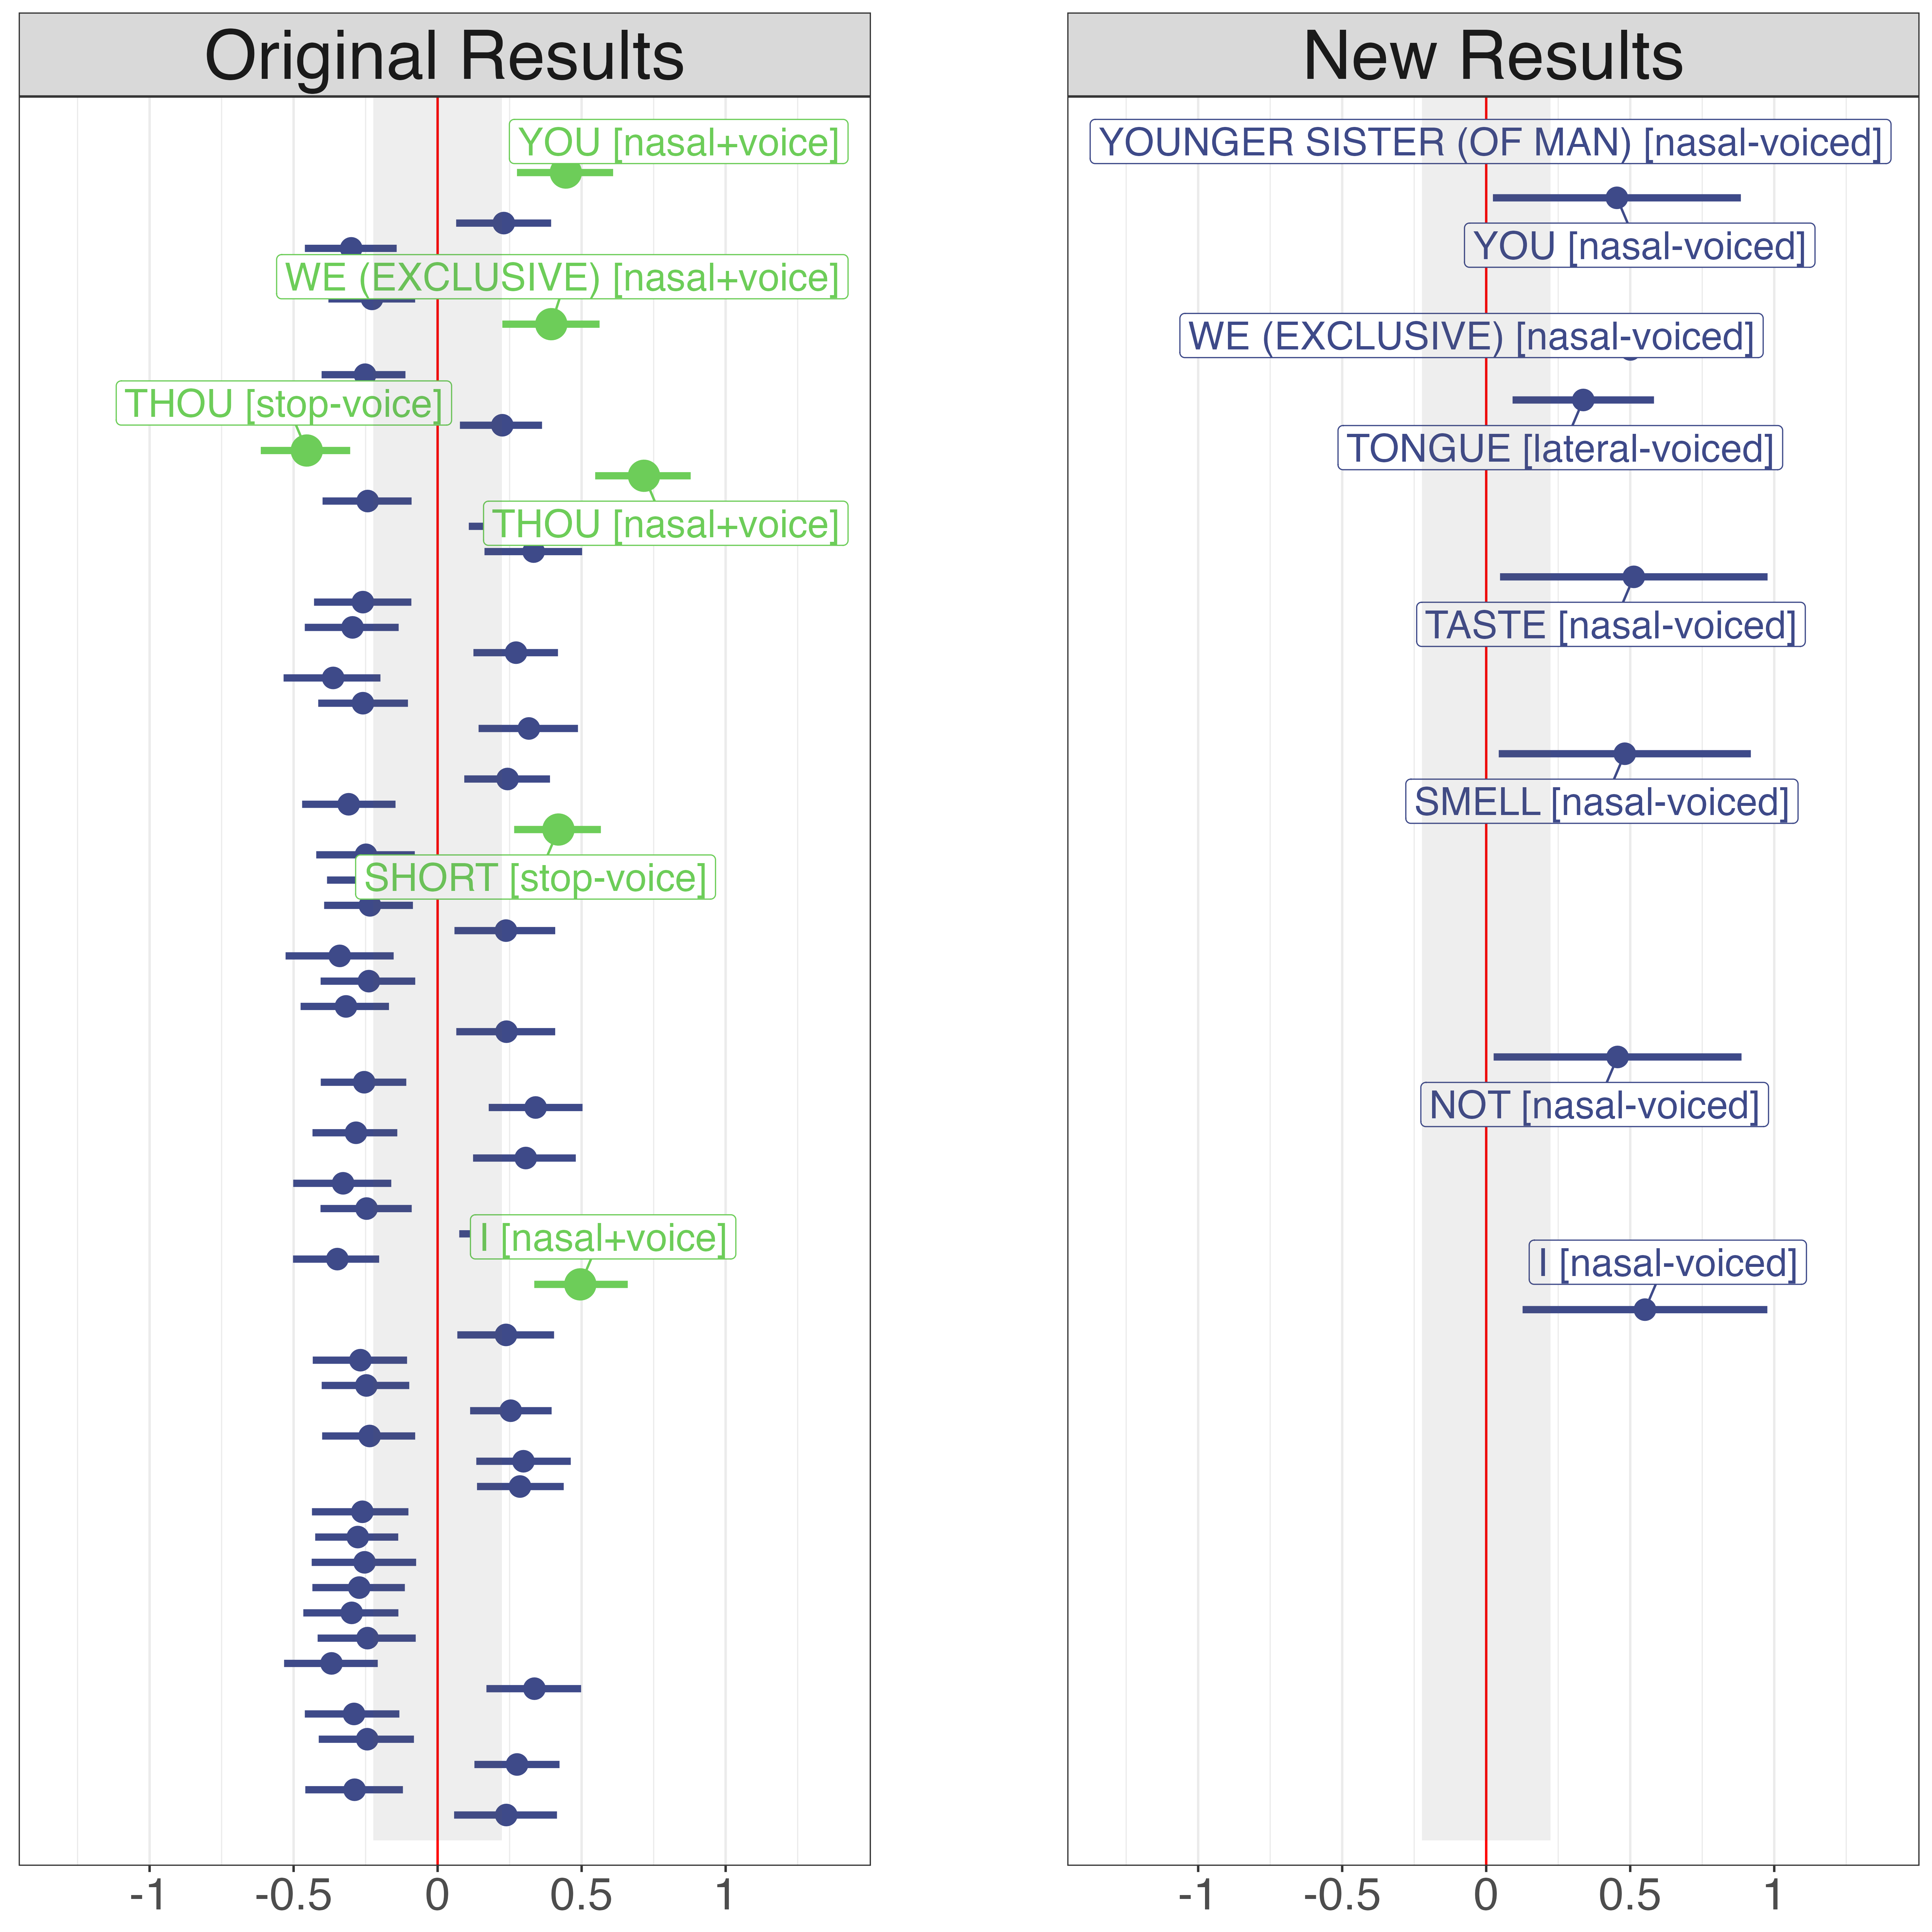 Original Results
YOU [nasal+voice]
WE (EXCLUSIVE) [nasal+voice]
THOU [stop-voice]
THOU [nasal+voice]
SHORT [stop-voice]
I [nasal+voice]
-1 -0.5 0 0.5 1
New Results
YOUNGER SISTER (OF MAN) [nasal-voiced]
YOU [nasal-voiced]
WE (EXCLUSIVE) [nasal-voiced]
TONGUE [lateral-voiced]
TASTE [nasal-voiced]
SMELL [nasal-voiced]
NOT [nasal-voiced]
I [nasal-voiced]
-1 -0.5 0 0.5 1